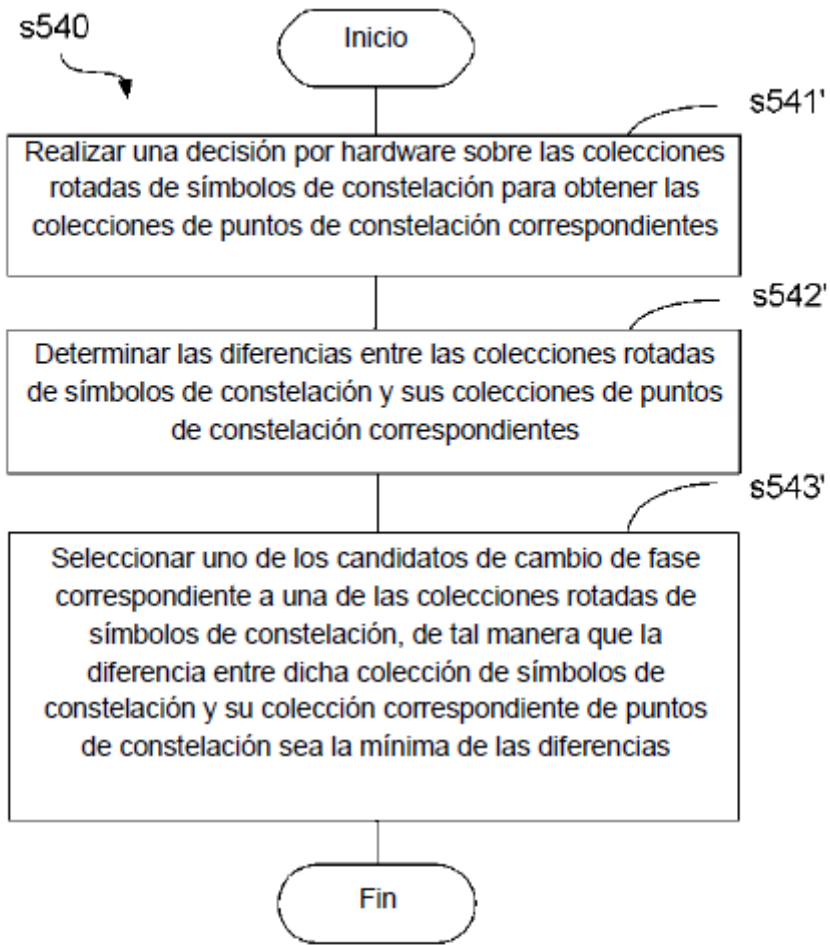 s540
Inicio
s541'
Realizar una decisión por hardware sobre las colecciones
rotadas de símbolos de constelación para obtener las
colecciones de puntos de constelación correspondientes
s542'
Determinar las diferencias entre las colecciones rotadas
de símbolos de constelación y sus colecciones de puntos
de constelación correspondientes
s543'
Seleccionar uno de los candidatos de cambio de fase
correspondiente a una de las colecciones rotadas de
símbolos de constelación, de tal manera que la
diferencia entre dicha colección de símbolos de
constelación y su colección correspondiente de puntos
de constelación sea la mínima de las diferencias
Fin